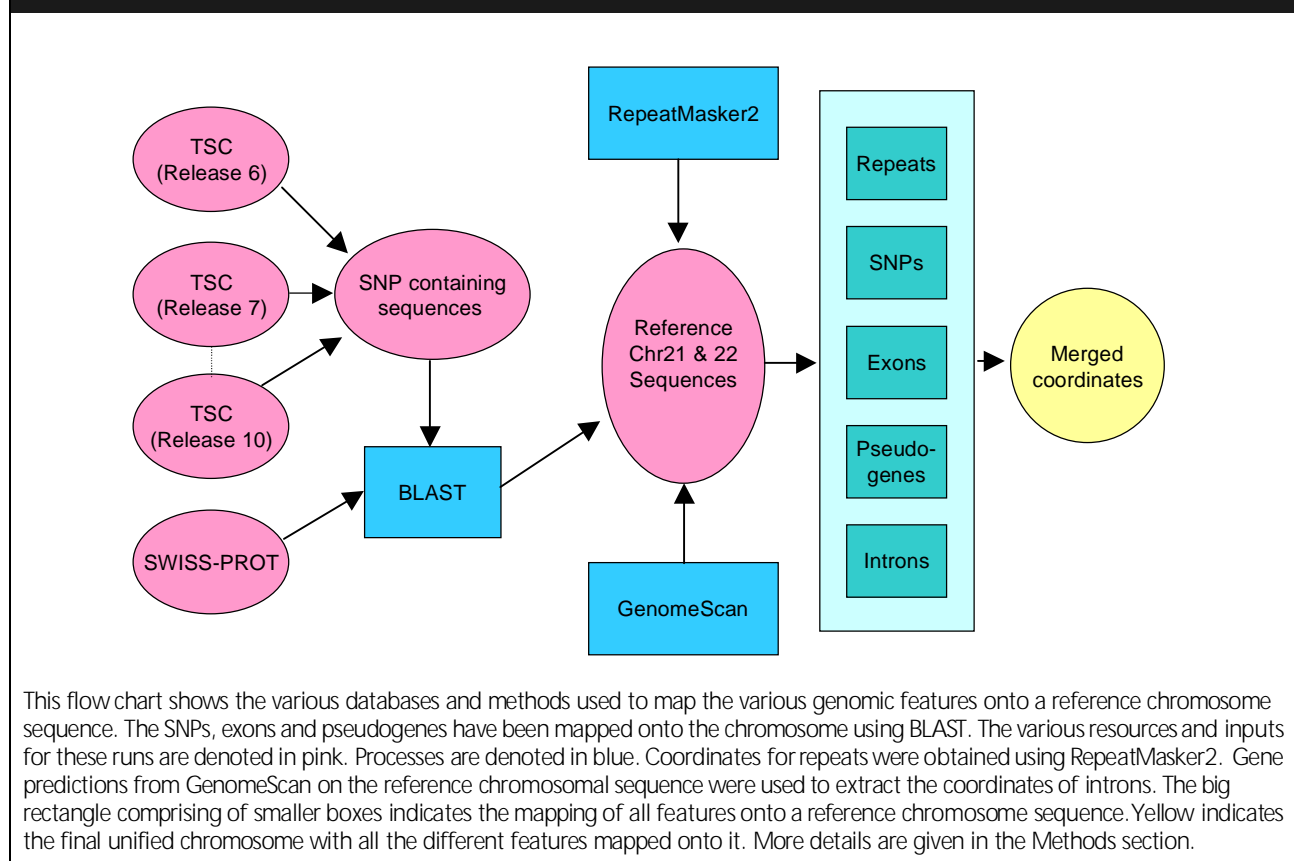 TSC
(Release 6)
TSC
(Release 7)
TSC
(Release 10)
SWISS-PROT
SNP containing
sequences
BLAST
RepeatMasker2
Reference
Chr21 & 22
Sequences
GenomeScan
Repeats
SNPs
Exons
Pseudo-
genes
Introns
Merged
coordinates
This flow chart shows the various databases and methods used to map the various genomic features onto a reference chromosome
sequence. The SNPs, exons and pseudogenes have been mapped onto the chromosome using BLAST. The various resources and inputs
for these runs are denoted in pink. Processes are denoted in blue. Coordinates for repeats were obtained using RepeatMasker2. Gene
predictions from GenomeScan on the reference chromosomal sequence were used to extract the coordinates of introns. The big
rectangle comprising of smaller boxes indicates the mapping of all features onto a reference chromosome sequence. Yellow indicates
the final unified chromosome with all the different features mapped onto it. More details are given in the Methods section.